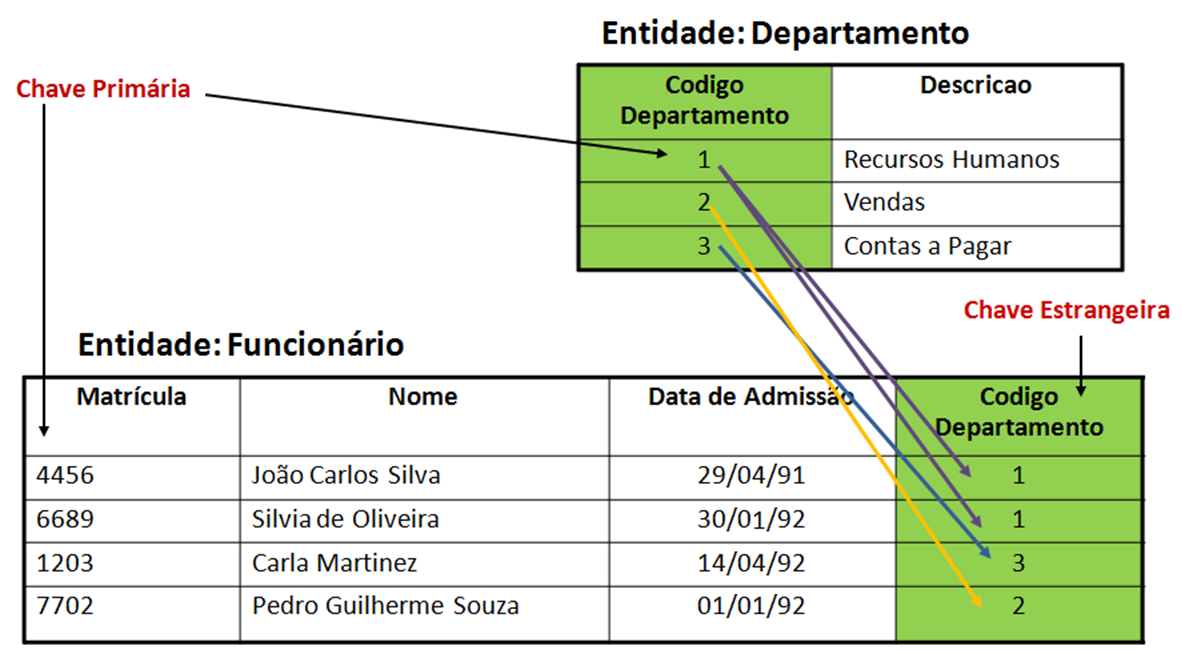 Entidade: Departamento
Chave Primária
Codigo
Departamento
Descricao
1 Recursos Humanos
2 Vendas
3 Contas a Pagar
Chave Estrangeira
Entidade: Funcionário
Matrícula Nome Data de Admissão Codigo
Departamento
4456 João Carlos Silva 29/04/91 1
6689 Silvia de Oliveira 30/01/92 1
1203 Carla Martinez 14/04/92 3
7702 Pedro Guilherme Souza 01/01/92 2